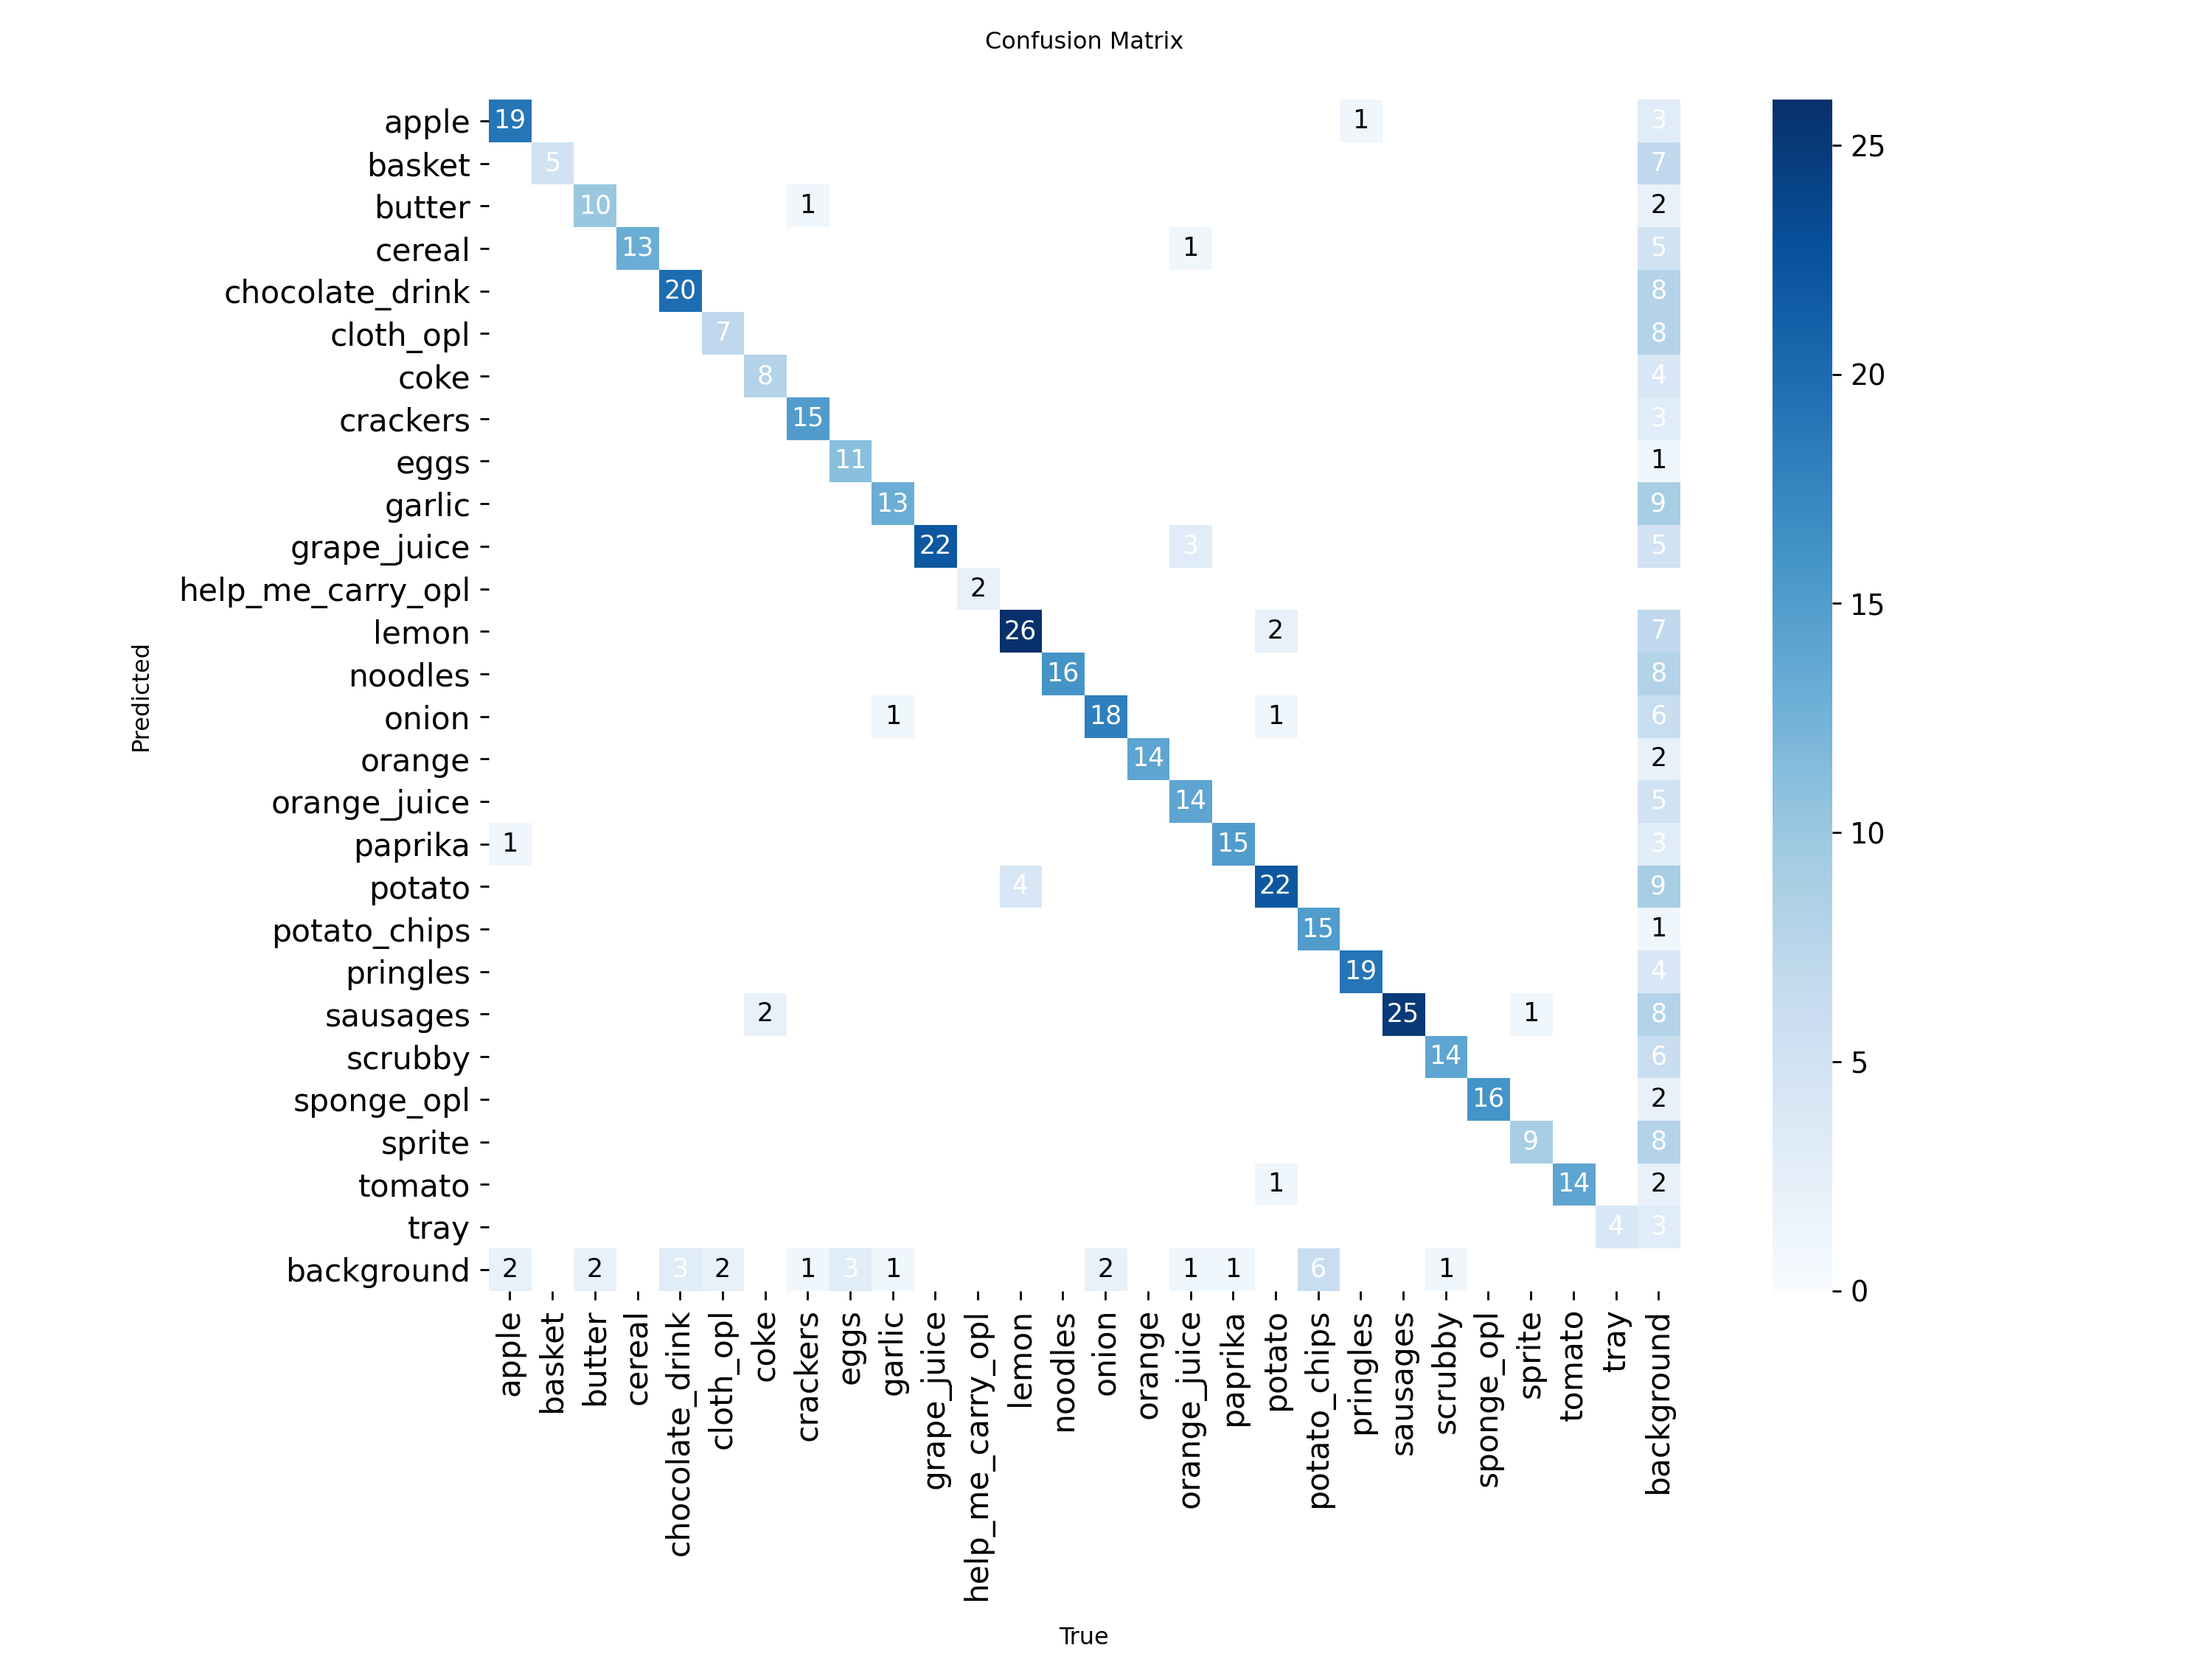 Confusion Matrix
apple 19 1 3
basket 5 7
butter 10 1 2
cereal 13 1 5
chocolate_drink 20 8
cloth_opl 7 8
coke 8 4
crackers 15 3
eggs 11 1
garlic 13 9
grape_juice 22 3 5
help_me_carry_opl 2
lemon 26 2 7
noodles 16 8
onion 1 18 1 6
orange 14 2
orange_juice 14 5
paprika 1 15 3
potato 4 22 9
potato_chips 15 1
pringles 19 4
sausages 2 25 1 8
scrubby 14 6
sponge_opl 16 2
sprite 9 8
tomato 1 14 2
tray 4 3
background 2 2 3 2 1 3 1 2 1 1 6 1
Predicted
apple
basket
butter
cereal
chocolate_drink
cloth_opl
coke
crackers
eggs
garlic
grape_juice
help_me_carry_opl
lemon
noodles
onion
orange
orange_juice
paprika
potato
potato_chips
pringles
sausages
scrubby
sponge_opl
sprite
tomato
tray
background
True
25
20
15
10
5
0